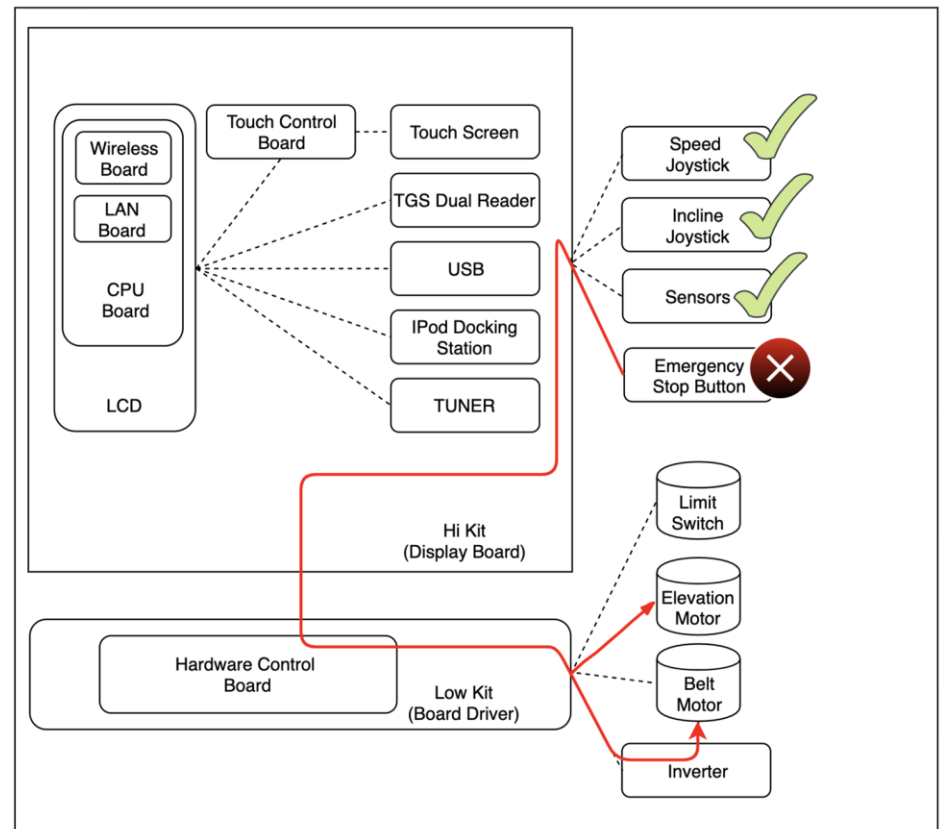 Wireless
Board
LAN
Board
CPU
Board
LCD
Touch Control
Board
Touch Screen
TGS Dual Reader
USB
IPod Docking
Station
TUNER
Hi Kit
(Display Board)
Speed
Joystick
Incline
Joystick
Sensors
Emergency
Stop Button
Limit
Switch
Elevation
Motor
Belt
Motor
Inverter
Hardware Control
Board
Low Kit
(Board Driver)